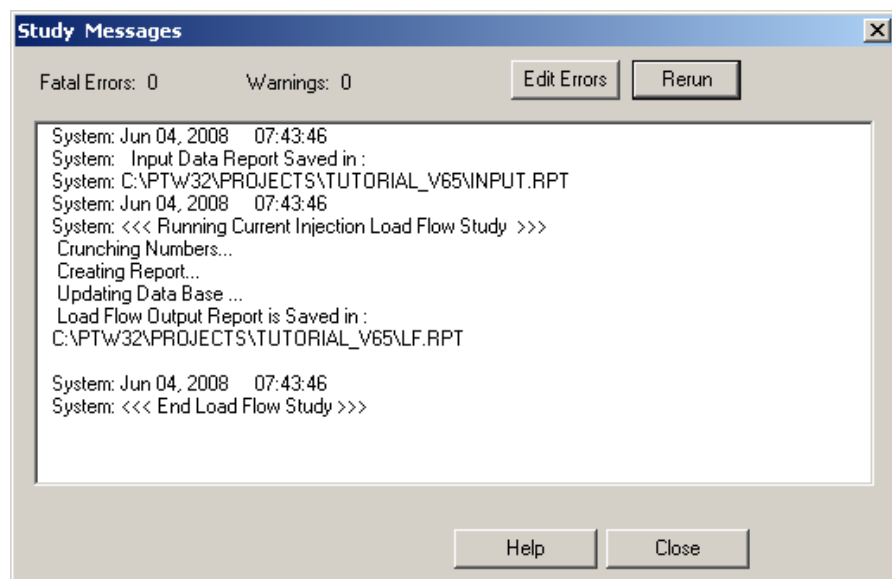 Study Messages
Fatal Errors: 0 Warnings: 0 Edit Errors Rerun
System: Jun 04, 2008 07:43:46
System: Input Data Report Saved in :
System: C:\PTW32\PROJECTS\TUTORIAL_V65\INPUT.RPT
System: Jun 04, 2008 07:43:46
System: <<< Running Current Injection Load Flow Study >>>
Crunching Numbers...
Creating Report...
Updating Data Base ...
Load Flow Output Report is Saved in :
C:\PTW32\PROJECTS\TUTORIAL_V65\LF.RPT
System: Jun 04, 2008 07:43:46
System: <<< End Load Flow Study >>>
Help Close